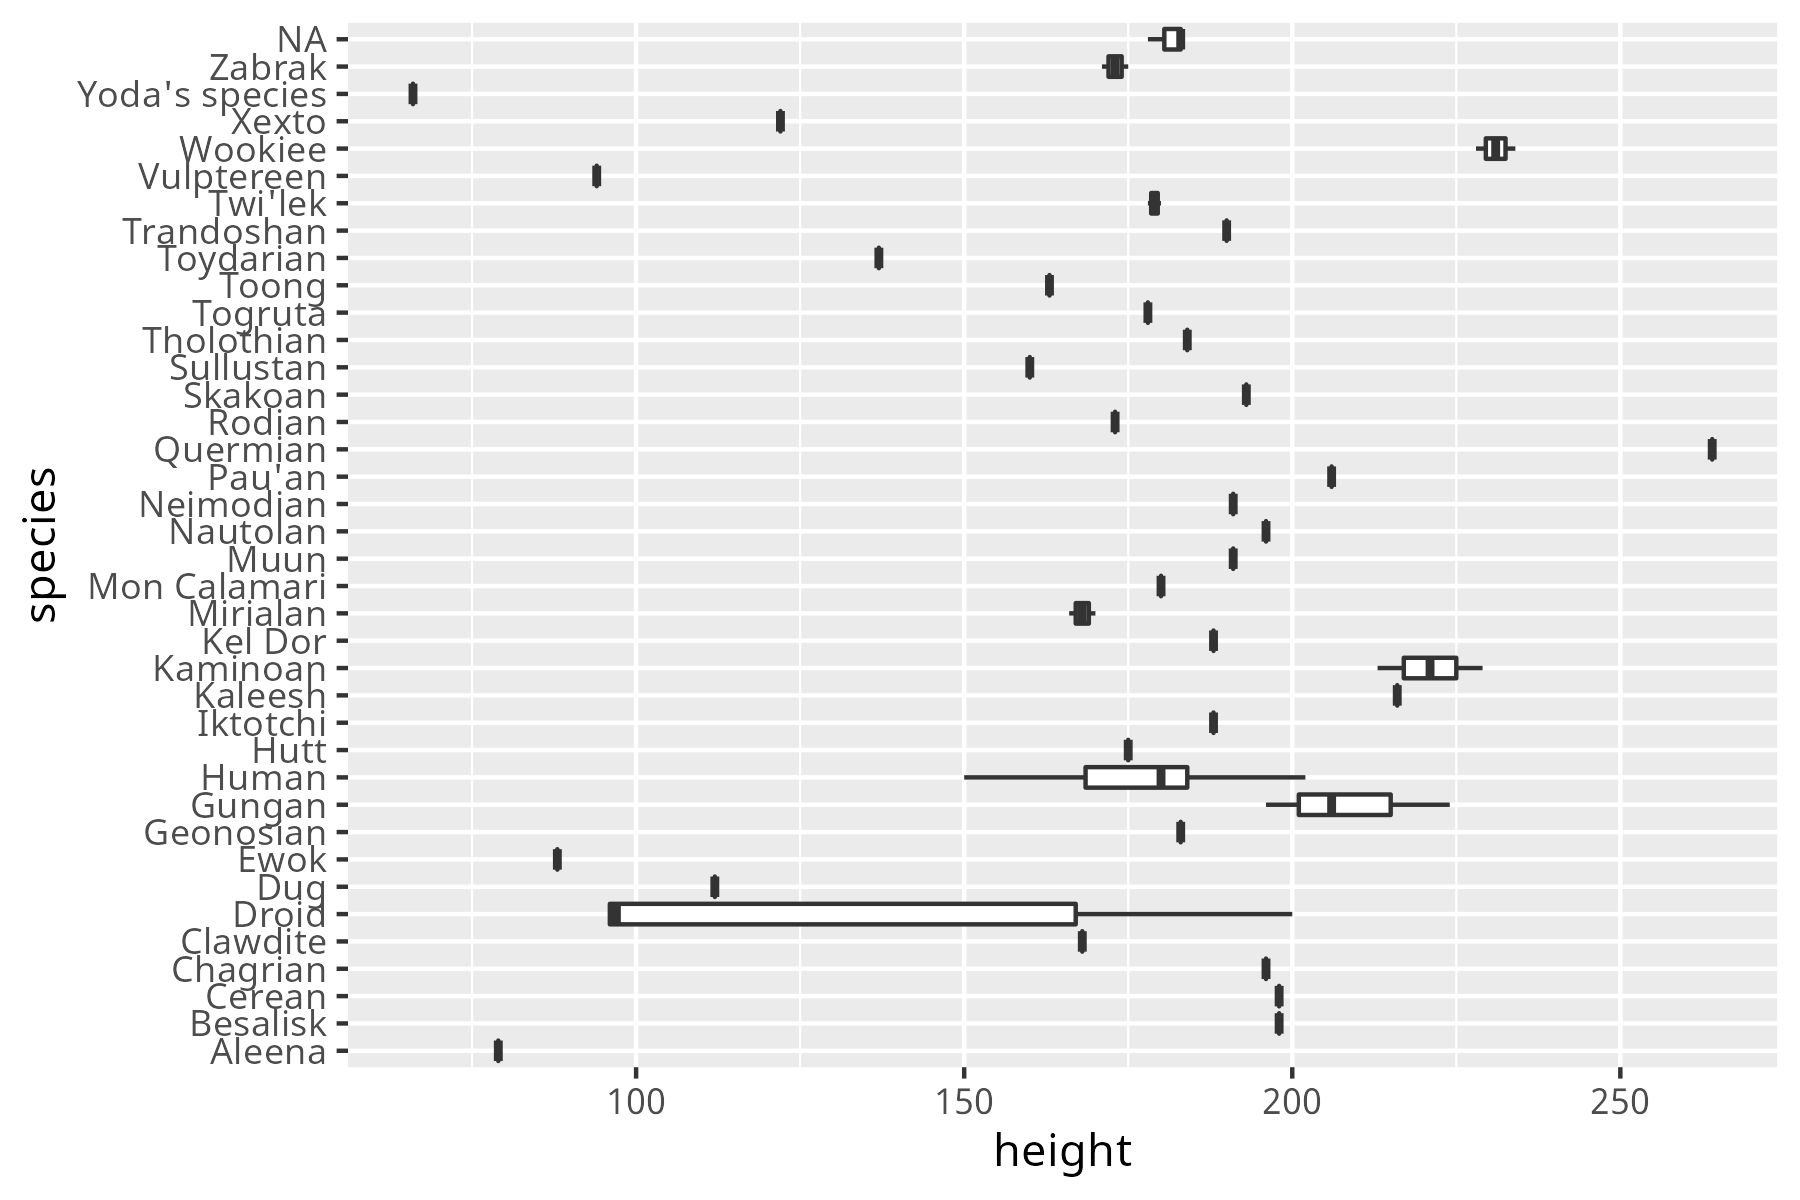 NA
Zabrak
Yoda's species
Xexto
Wookiee
Vulptereen
Twi'lek
Trandoshan
Toydarian
Toong
Togruta
Tholothian
Sullustan
Skakoan
Rodian
Quermian
Pau'an
Neimodian
Nautolan
Muun
Mon Calamari
Mirialan
Kel Dor
Kaminoan
Kaleesh
Iktotchi
Hutt
Human
Gungan
Geonosian
Ewok
Dug
Droid
Clawdite
Chagrian
Cerean
Besalisk
Aleena
species
100 150 200 250
height